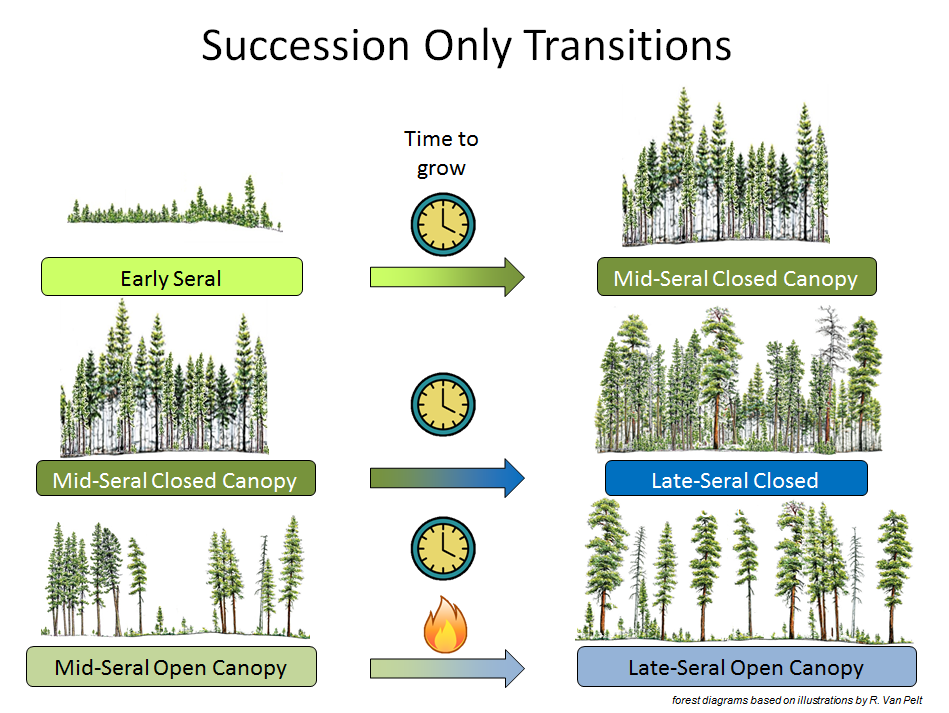 Succession Only Transitions
Time to
grow
Early Seral
Mid-Seral Closed Canopy
Mid-Seral Closed Canopy
Late-Seral Closed
Mid-Seral Open Canopy
Late-Seral Open Canopy
forest diagrams based on illustrations by R. Van Pelt